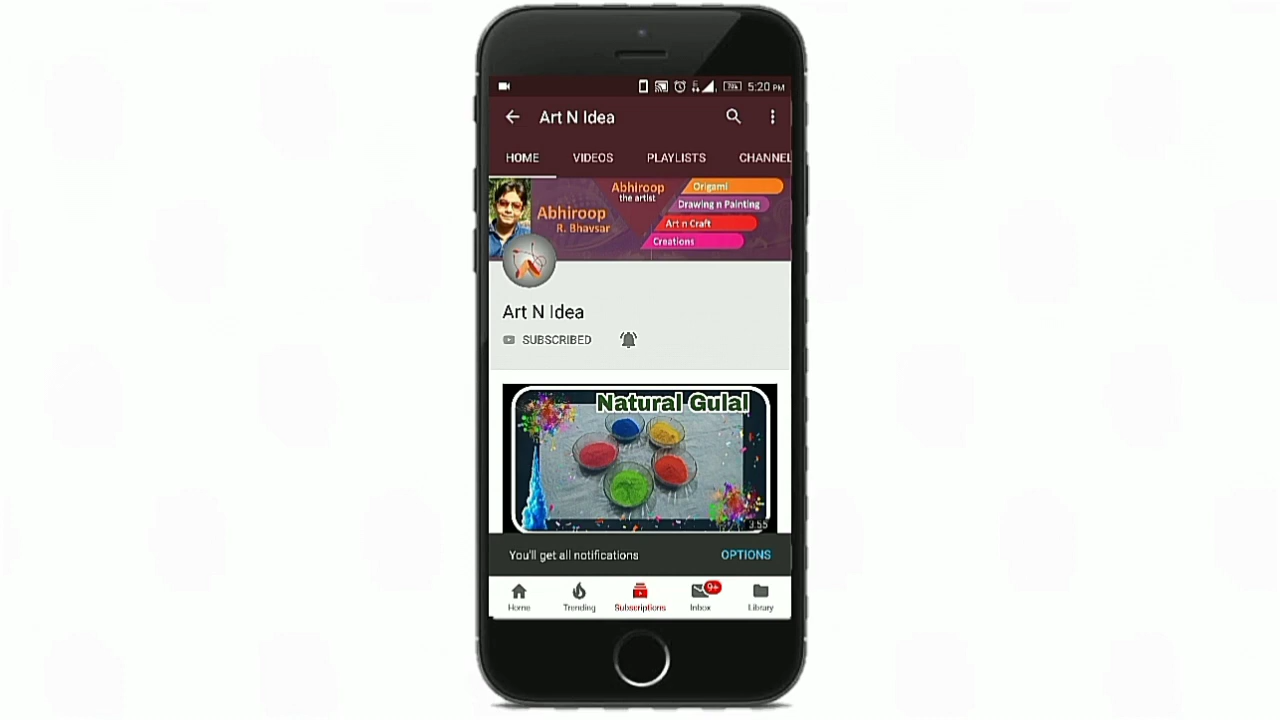 5:20 PM
Art N Idea
HOME VIDEOS PLAYLISTS CHANNEL
Abhiroop
the artist
Abhiroop
R. Bhavsar
Origami
Drawing n Painting
Art n Craft
Creations
Art N Idea
SUBSCRIBED
Natural Gulal
3:55
You'll get all notifications OPTIONS
9+
Home Trending Subscriptions Inbox Library